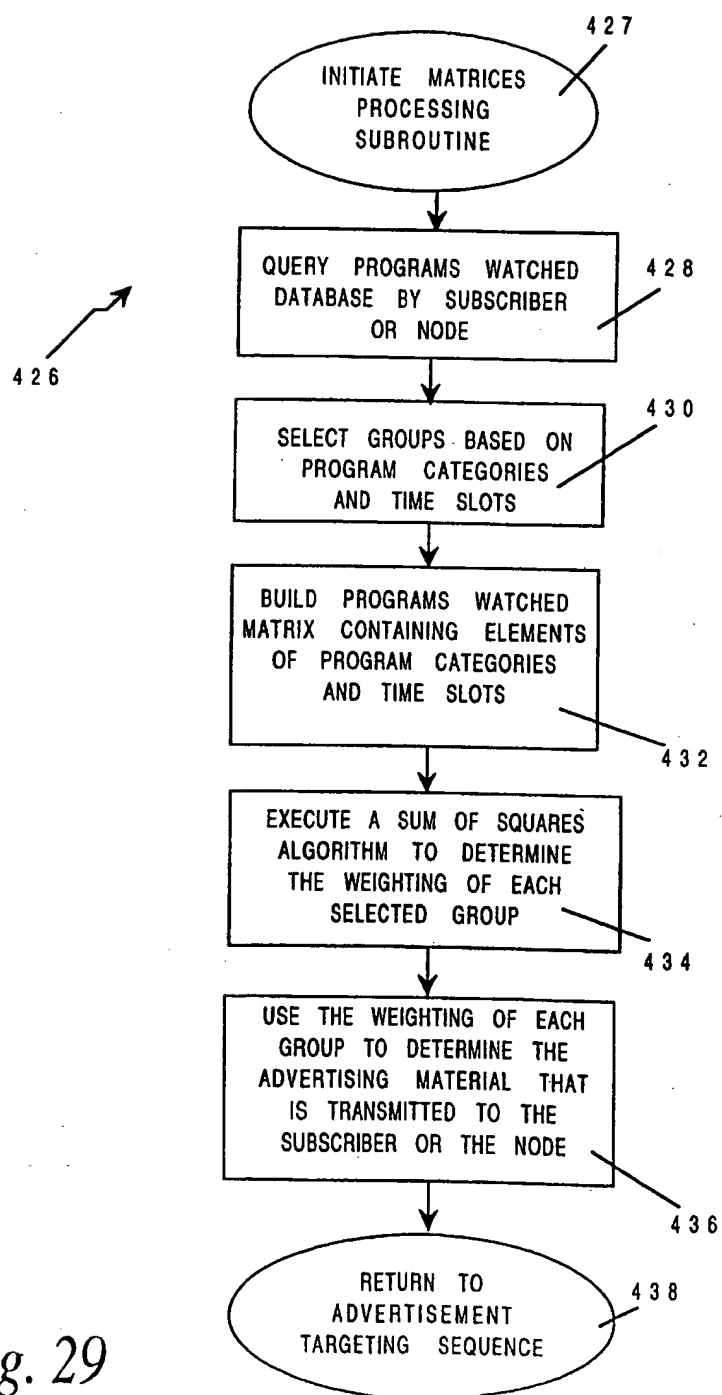 427
INITIATE MATRICES
PROCESSING
SUBROUTINE
QUERY PROGRAMS WATCHED
DATABASE BY SUBSCRIBER
OR NODE
428
426
SELECT GROUPS BASED ON
PROGRAM CATEGORIES
AND TIME SLOTS
430
BUILD PROGRAMS WATCHED
MATRIX CONTAINING ELEMENTS
OF PROGRAM CATEGORIES
AND TIME SLOTS
432
EXECUTE A SUM OF SQUARES
ALGORITHM TO DETERMINE
THE WEIGHTING OF EACH
SELECTED GROUP
434
USE THE WEIGHTING OF EACH
GROUP TO DETERMINE THE
ADVERTISING MATERIAL THAT
IS TRANSMITTED TO THE
SUBSCRIBER OR THE NODE
436
RETURN TO
ADVERTISEMENT
TARGETING SEQUENCE
438
g. 29